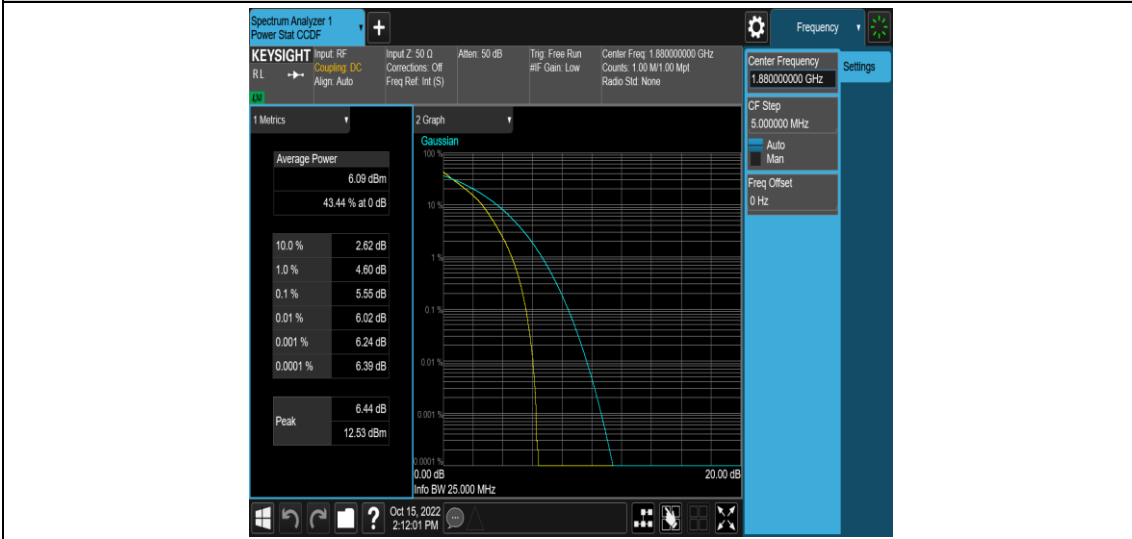 Spectrum Analyzer 1
Power Stat CCDF
+
Frequency
KEYSIGHT
RL
LXI
Input: RF
Coupling: DC
Align: Auto
Input Z: 50 Ω
Corrections: Off
Freq Ref: Int (S)
Atten: 50 dB
Trig: Free Run
#IF Gain: Low
Center Freq: 1.880000000 GHz
Counts: 1.00 M/1.00 Mpt
Radio Std: None
Center Frequency
1.880000000 GHz
Settings
CF Step
5.000000 MHz
Auto
Man
Freq Offset
0 Hz
1 Metrics
Average Power
6.09 dBm
43.44 % at 0 dB
10.0 % 2.62 dB
1.0 % 4.60 dB
0.1 % 5.55 dB
0.01 % 6.02 dB
0.001 % 6.24 dB
0.0001 % 6.39 dB
Peak
6.44 dB
12.53 dBm
2 Graph
Gaussian
100 %
10 %
1 %
0.1 %
0.01 %
0.001 %
0.0001 %
0.00 dB 20.00 dB
Info BW 25.000 MHz
?
Oct 15, 2022
2:12:01 PM